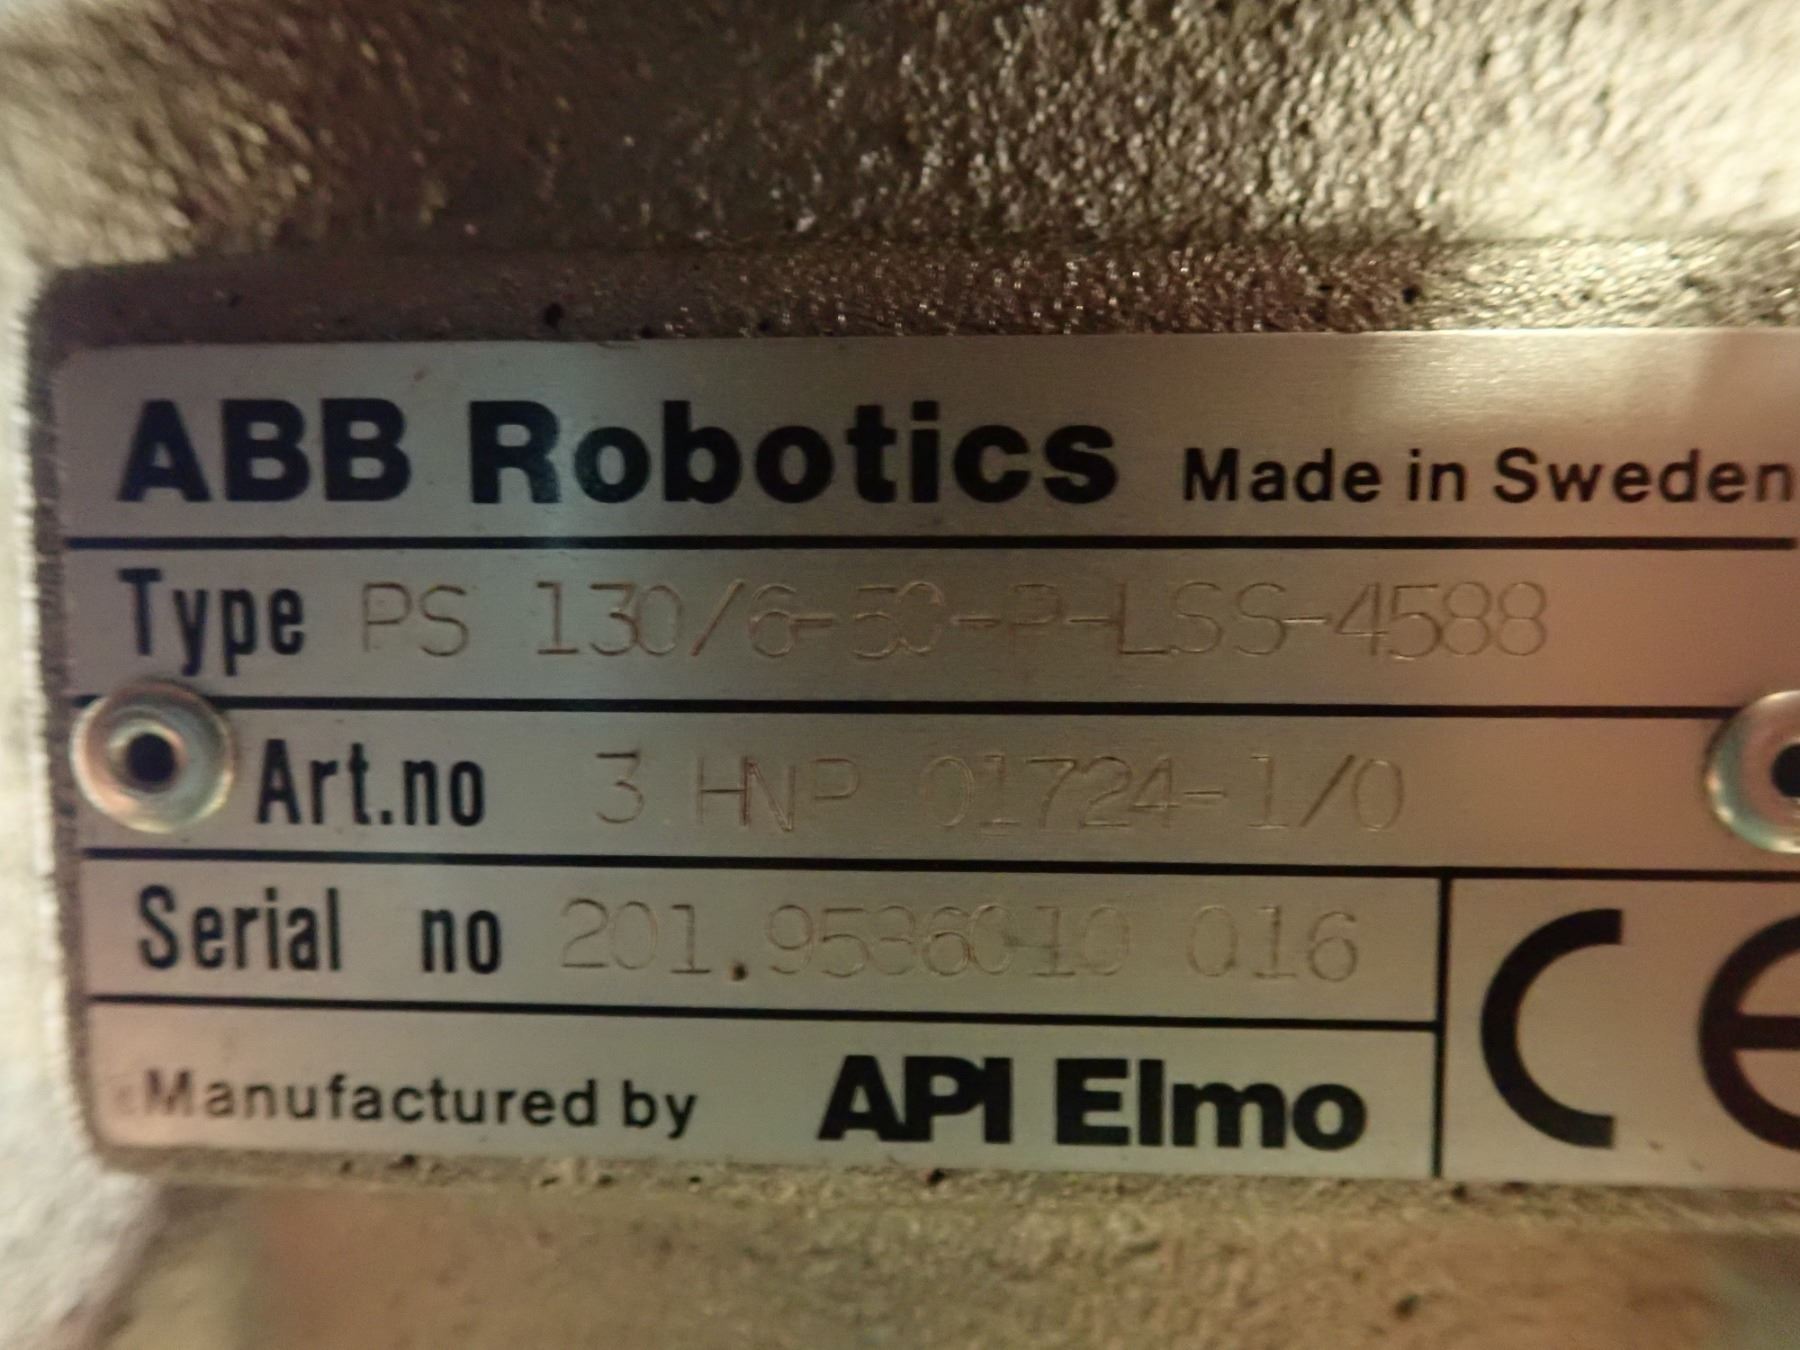 ABB Robotics Made in Sweden
Type PS 130/6-50-P-LSS-4588
Art.no 3 HNP 01724-1/0
Serial no 201.9536010 016
Manufactured by API Elmo
CE